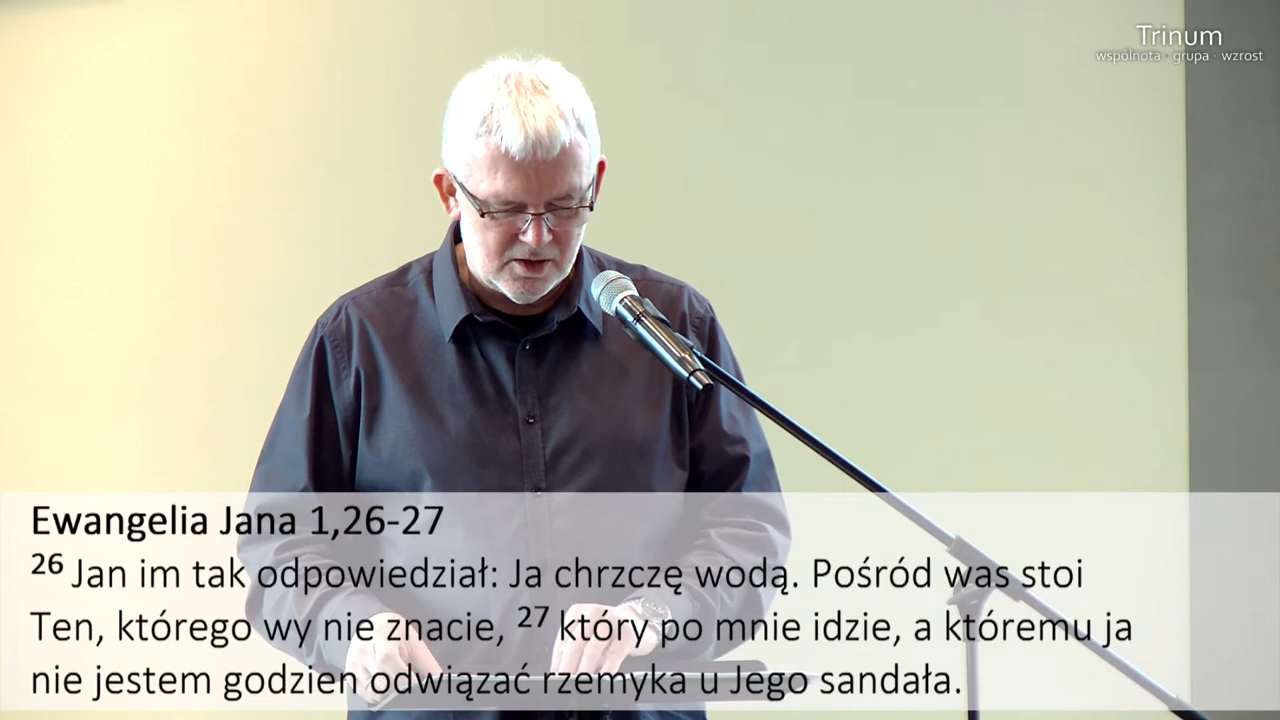 Trinum
wspólnota · grupa · wzrost
Ewangelia Jana 1,26-27
26 Jan im tak odpowiedział: Ja chrzczę wodą. Pośród was stoi
Ten, którego wy nie znacie, 27 który po mnie idzie, a któremu ja
nie jestem godzien odwiązać rzemyka u Jego sandała.